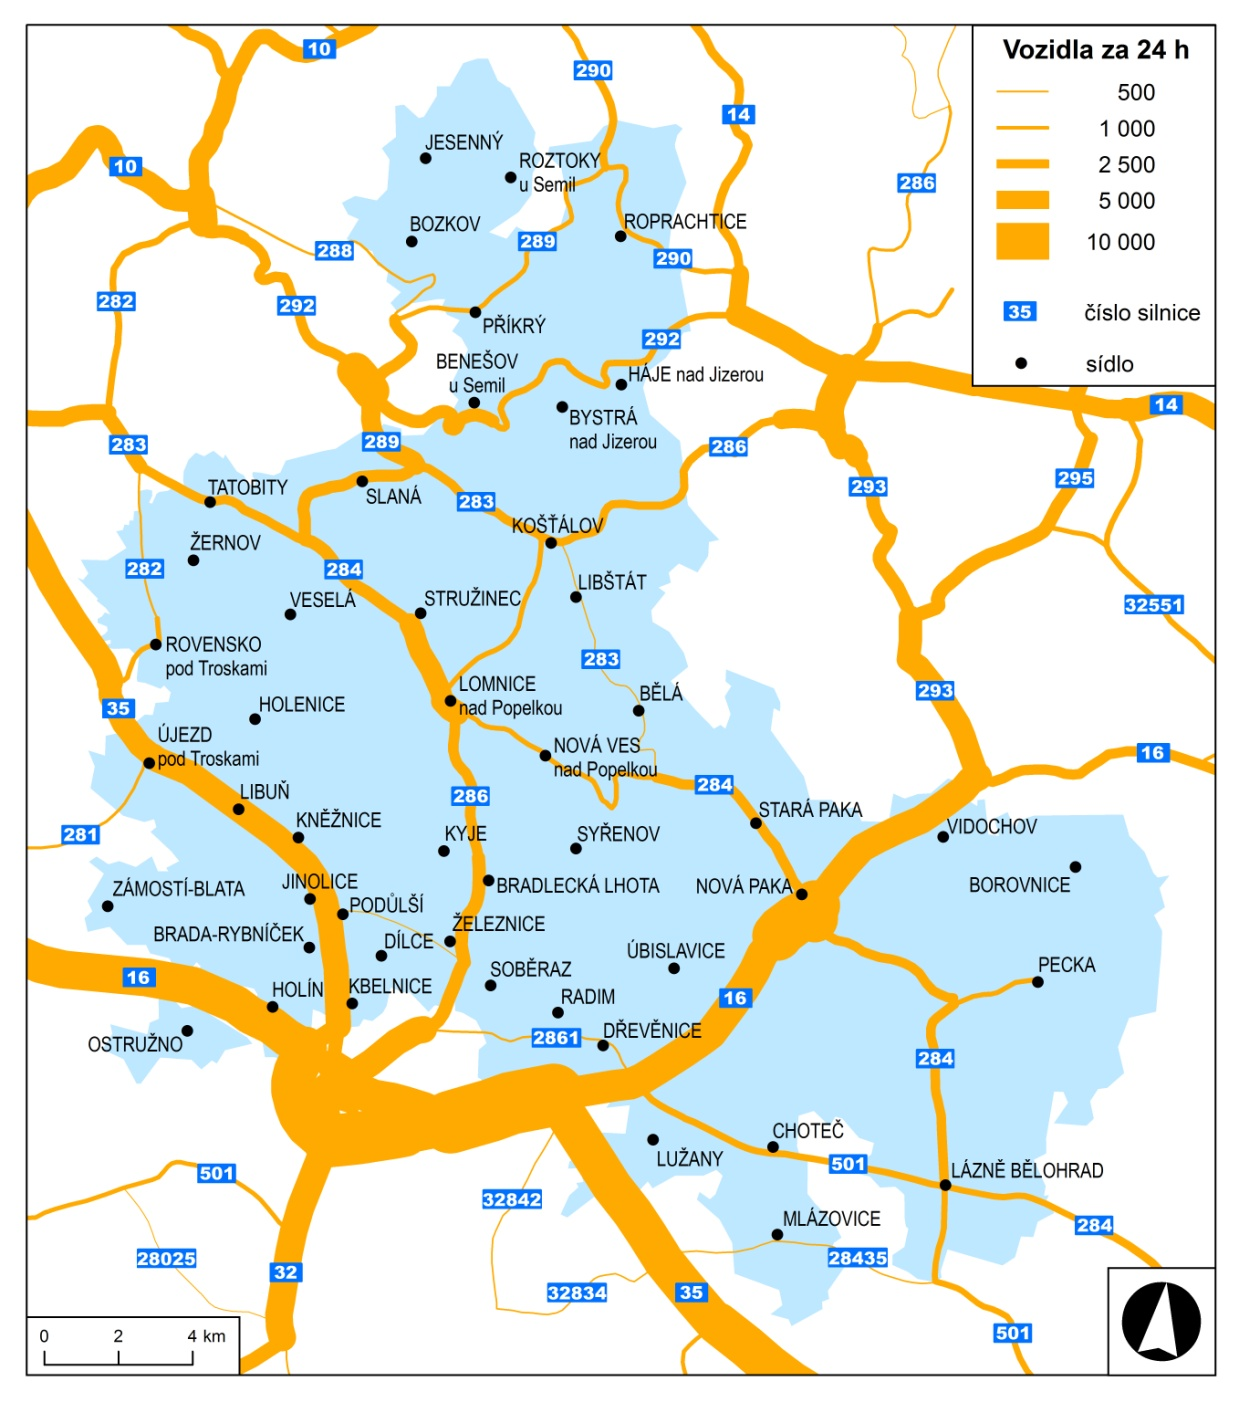 Vozidla za 24 h
500
1 000
2 500
5 000
10 000
35
číslo silnice
sídlo
10
290
14
10
JESENNÝ
ROZTOKY
u Semil
286
BOZKOV
ROPRACHTICE
288
289
290
282
292
PŘÍKRÝ
292
BENEŠOV
u Semil
HÁJE nad Jizerou
BYSTRÁ
nad Jizerou
14
283
289
286
TATOBITY
SLANÁ
283
293
295
KOŠŤÁLOV
ŽERNOV
282
284
LIBŠTÁT
VESELÁ
STRUŽINEC
32551
ROVENSKO
pod Troskami
283
LOMNICE
nad Popelkou
BĚLÁ
293
35
HOLENICE
ÚJEZD
pod Troskami
NOVÁ VES
nad Popelkou
16
284
LIBUŇ
286
STARÁ PAKA
KNĚŽNICE
281
KYJE
SYŘENOV
VIDOCHOV
ZÁMOSTÍ-BLATA
JINOLICE
BRADLECKÁ LHOTA
NOVÁ PAKA
BOROVNICE
PODŮLŠÍ
BRADA-RYBNÍČEK
DÍLCE
ŽELEZNICE
ÚBISLAVICE
16
HOLÍN
KBELNICE
SOBĚRAZ
RADIM
16
PECKA
OSTRUŽNO
2861
DŘEVĚNICE
284
CHOTEČ
LUŽANY
501
501
LÁZNĚ BĚLOHRAD
32842
MLÁZOVICE
284
28025
32
28435
32834
35
501
0 2 4 km